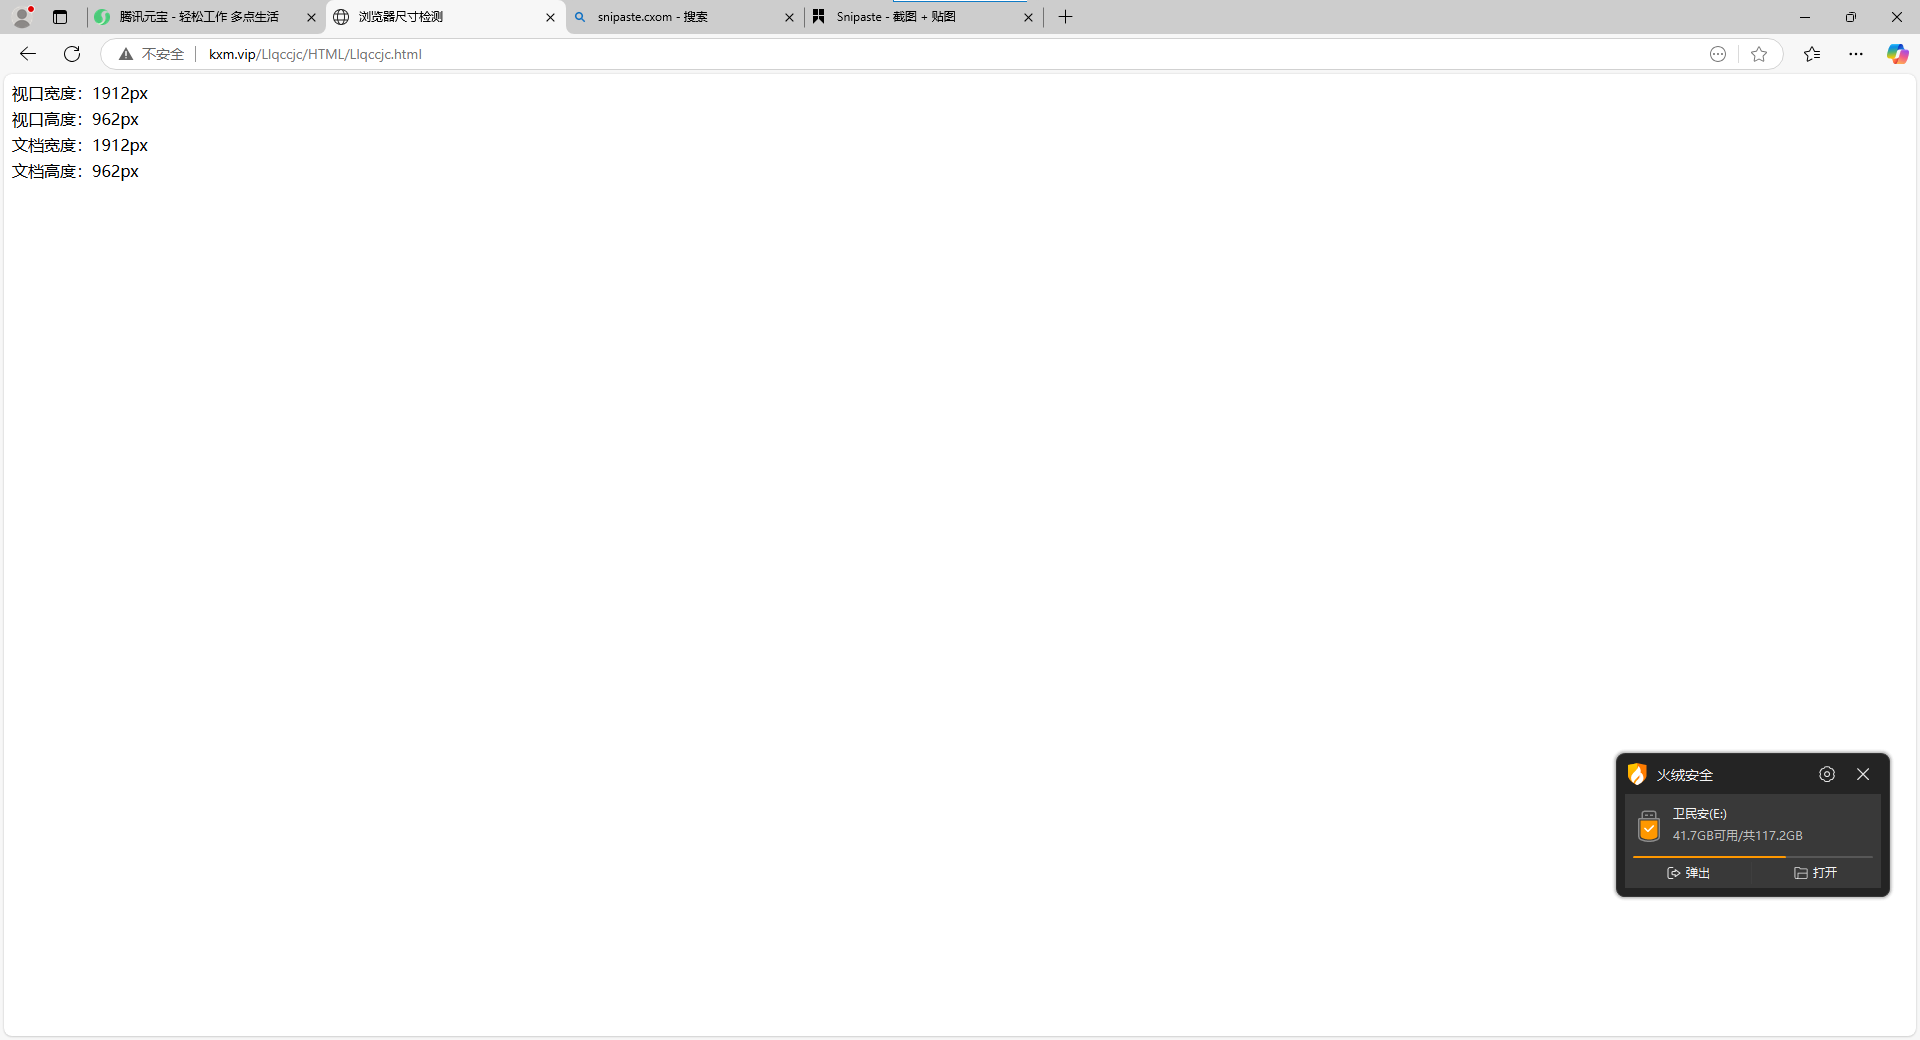 腾讯元宝 - 轻松工作 多点生活
浏览器尺寸检测
snipaste.cxom - 搜索
Snipaste - 截图 + 贴图
不安全
kxm.vip/Llqccjc/HTML/Llqccjc.html
视口宽度：1912px
视口高度：962px
文档宽度：1912px
文档高度：962px
火绒安全
卫民安(E:)
41.7GB可用/共117.2GB
弹出
打开